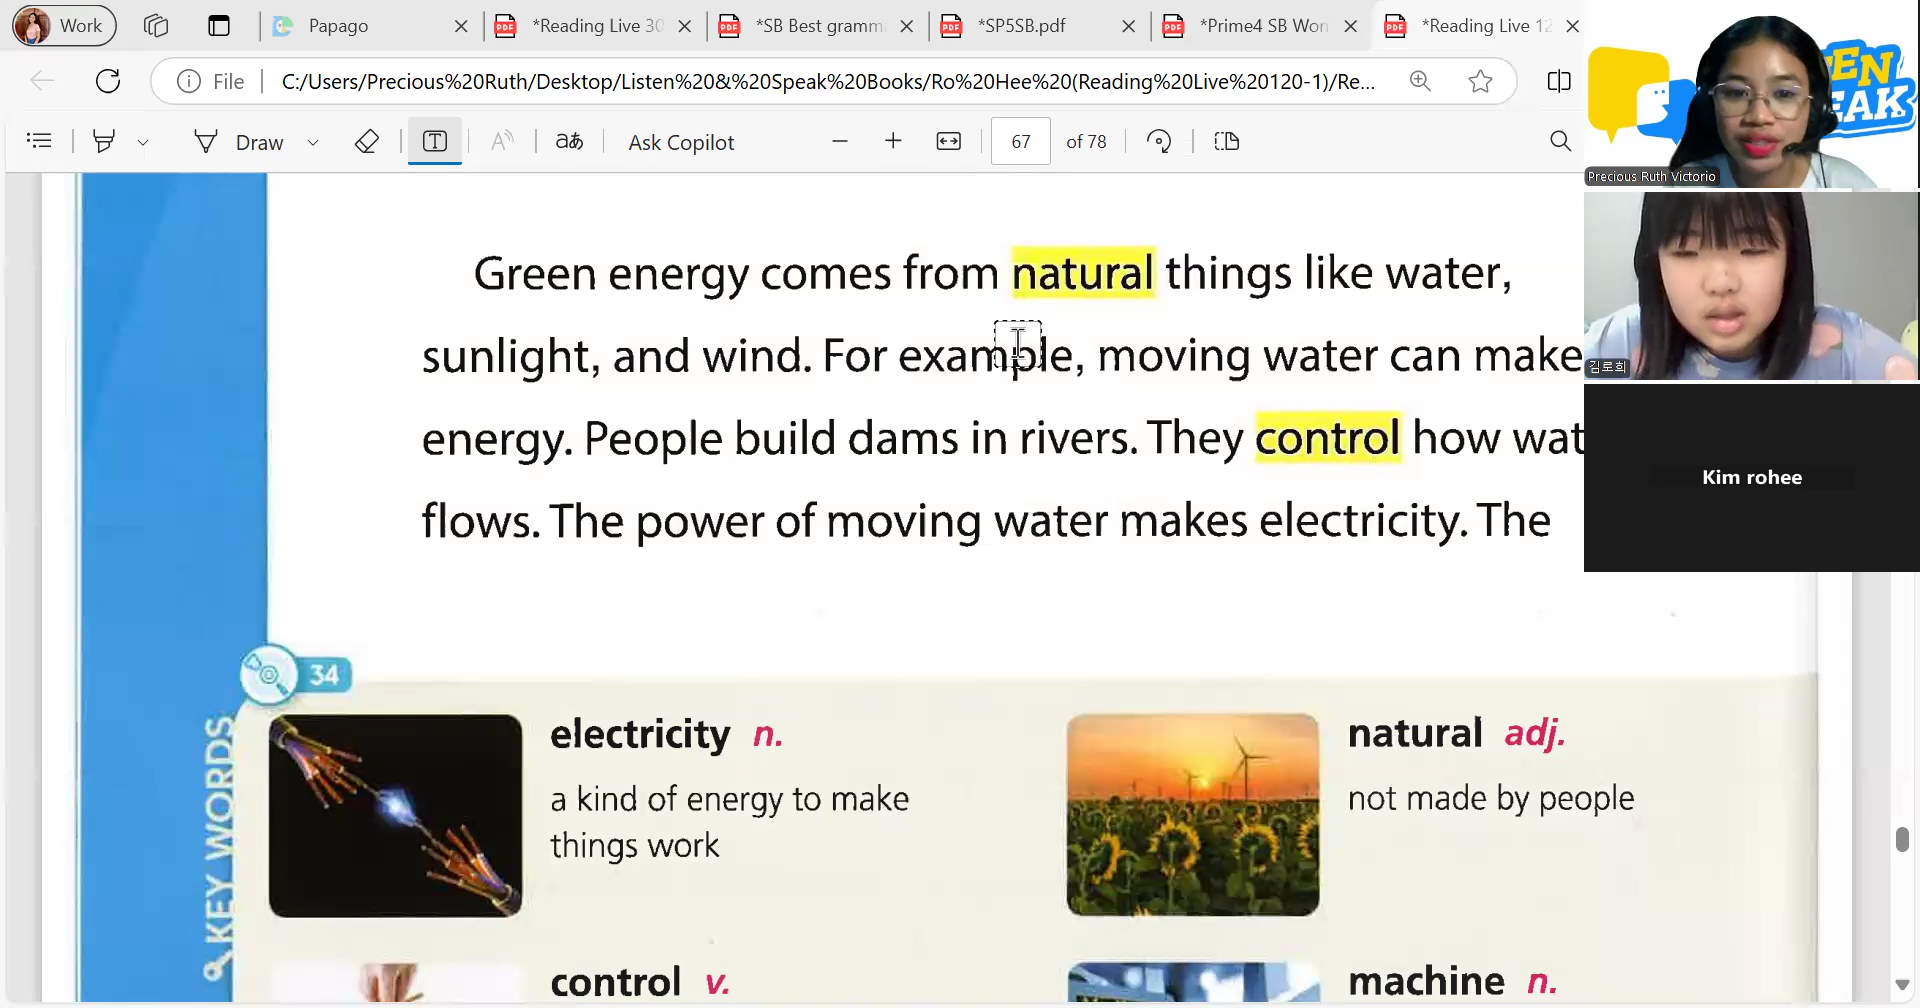 Work
Papago
*Reading Live 30
*SB Best gramm
*SP5SB.pdf
*Prime4 SB Won
*Reading Live 12
File
C:/Users/Precious%20Ruth/Desktop/Listen%20&%20Speak%20Books/Ro%20Hee%20(Reading%20Live%20120-1)/Re...
Draw
Ask Copilot
67 of 78
EN
EAK
Precious Ruth Victorio
김로희
Kim rohee
Green energy comes from natural things like water,
sunlight, and wind. For example, moving water can make
energy. People build dams in rivers. They control how wat
flows. The power of moving water makes electricity. The
34
KEY WORDS
electricity n.
a kind of energy to make
things work
natural adj.
not made by people
control v.
machine n.